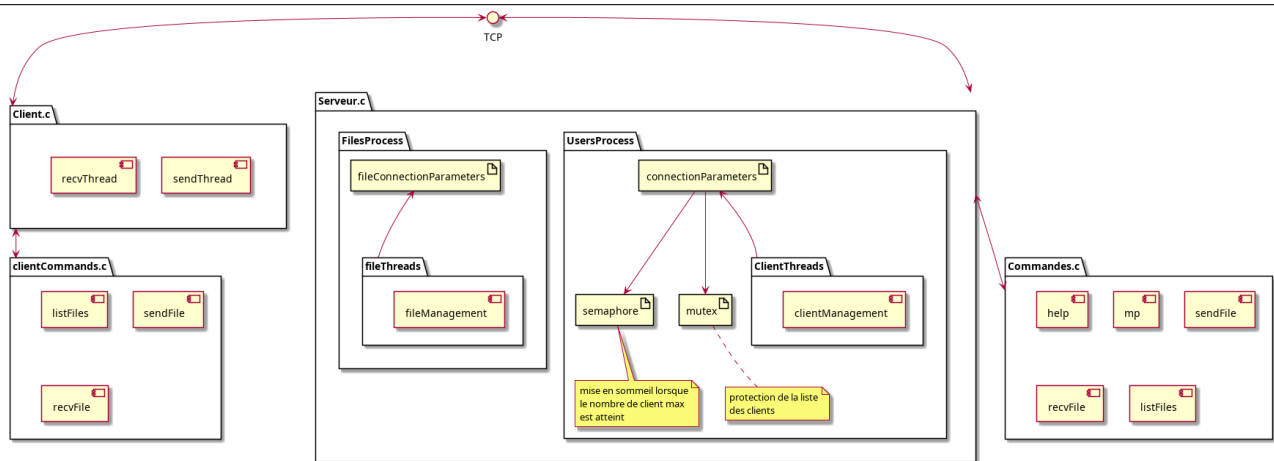 TCP
Client.c
recvThread
sendThread
clientCommands.c
listFiles
sendFile
recvFile
Serveur.c
FilesProcess
fileConnectionParameters
fileThreads
fileManagement
UsersProcess
connectionParameters
semaphore
mutex
ClientThreads
clientManagement
mise en sommeil lorsque
le nombre de client max
est atteint
protection de la liste
des clients
Commandes.c
help
mp
sendFile
recvFile
listFiles